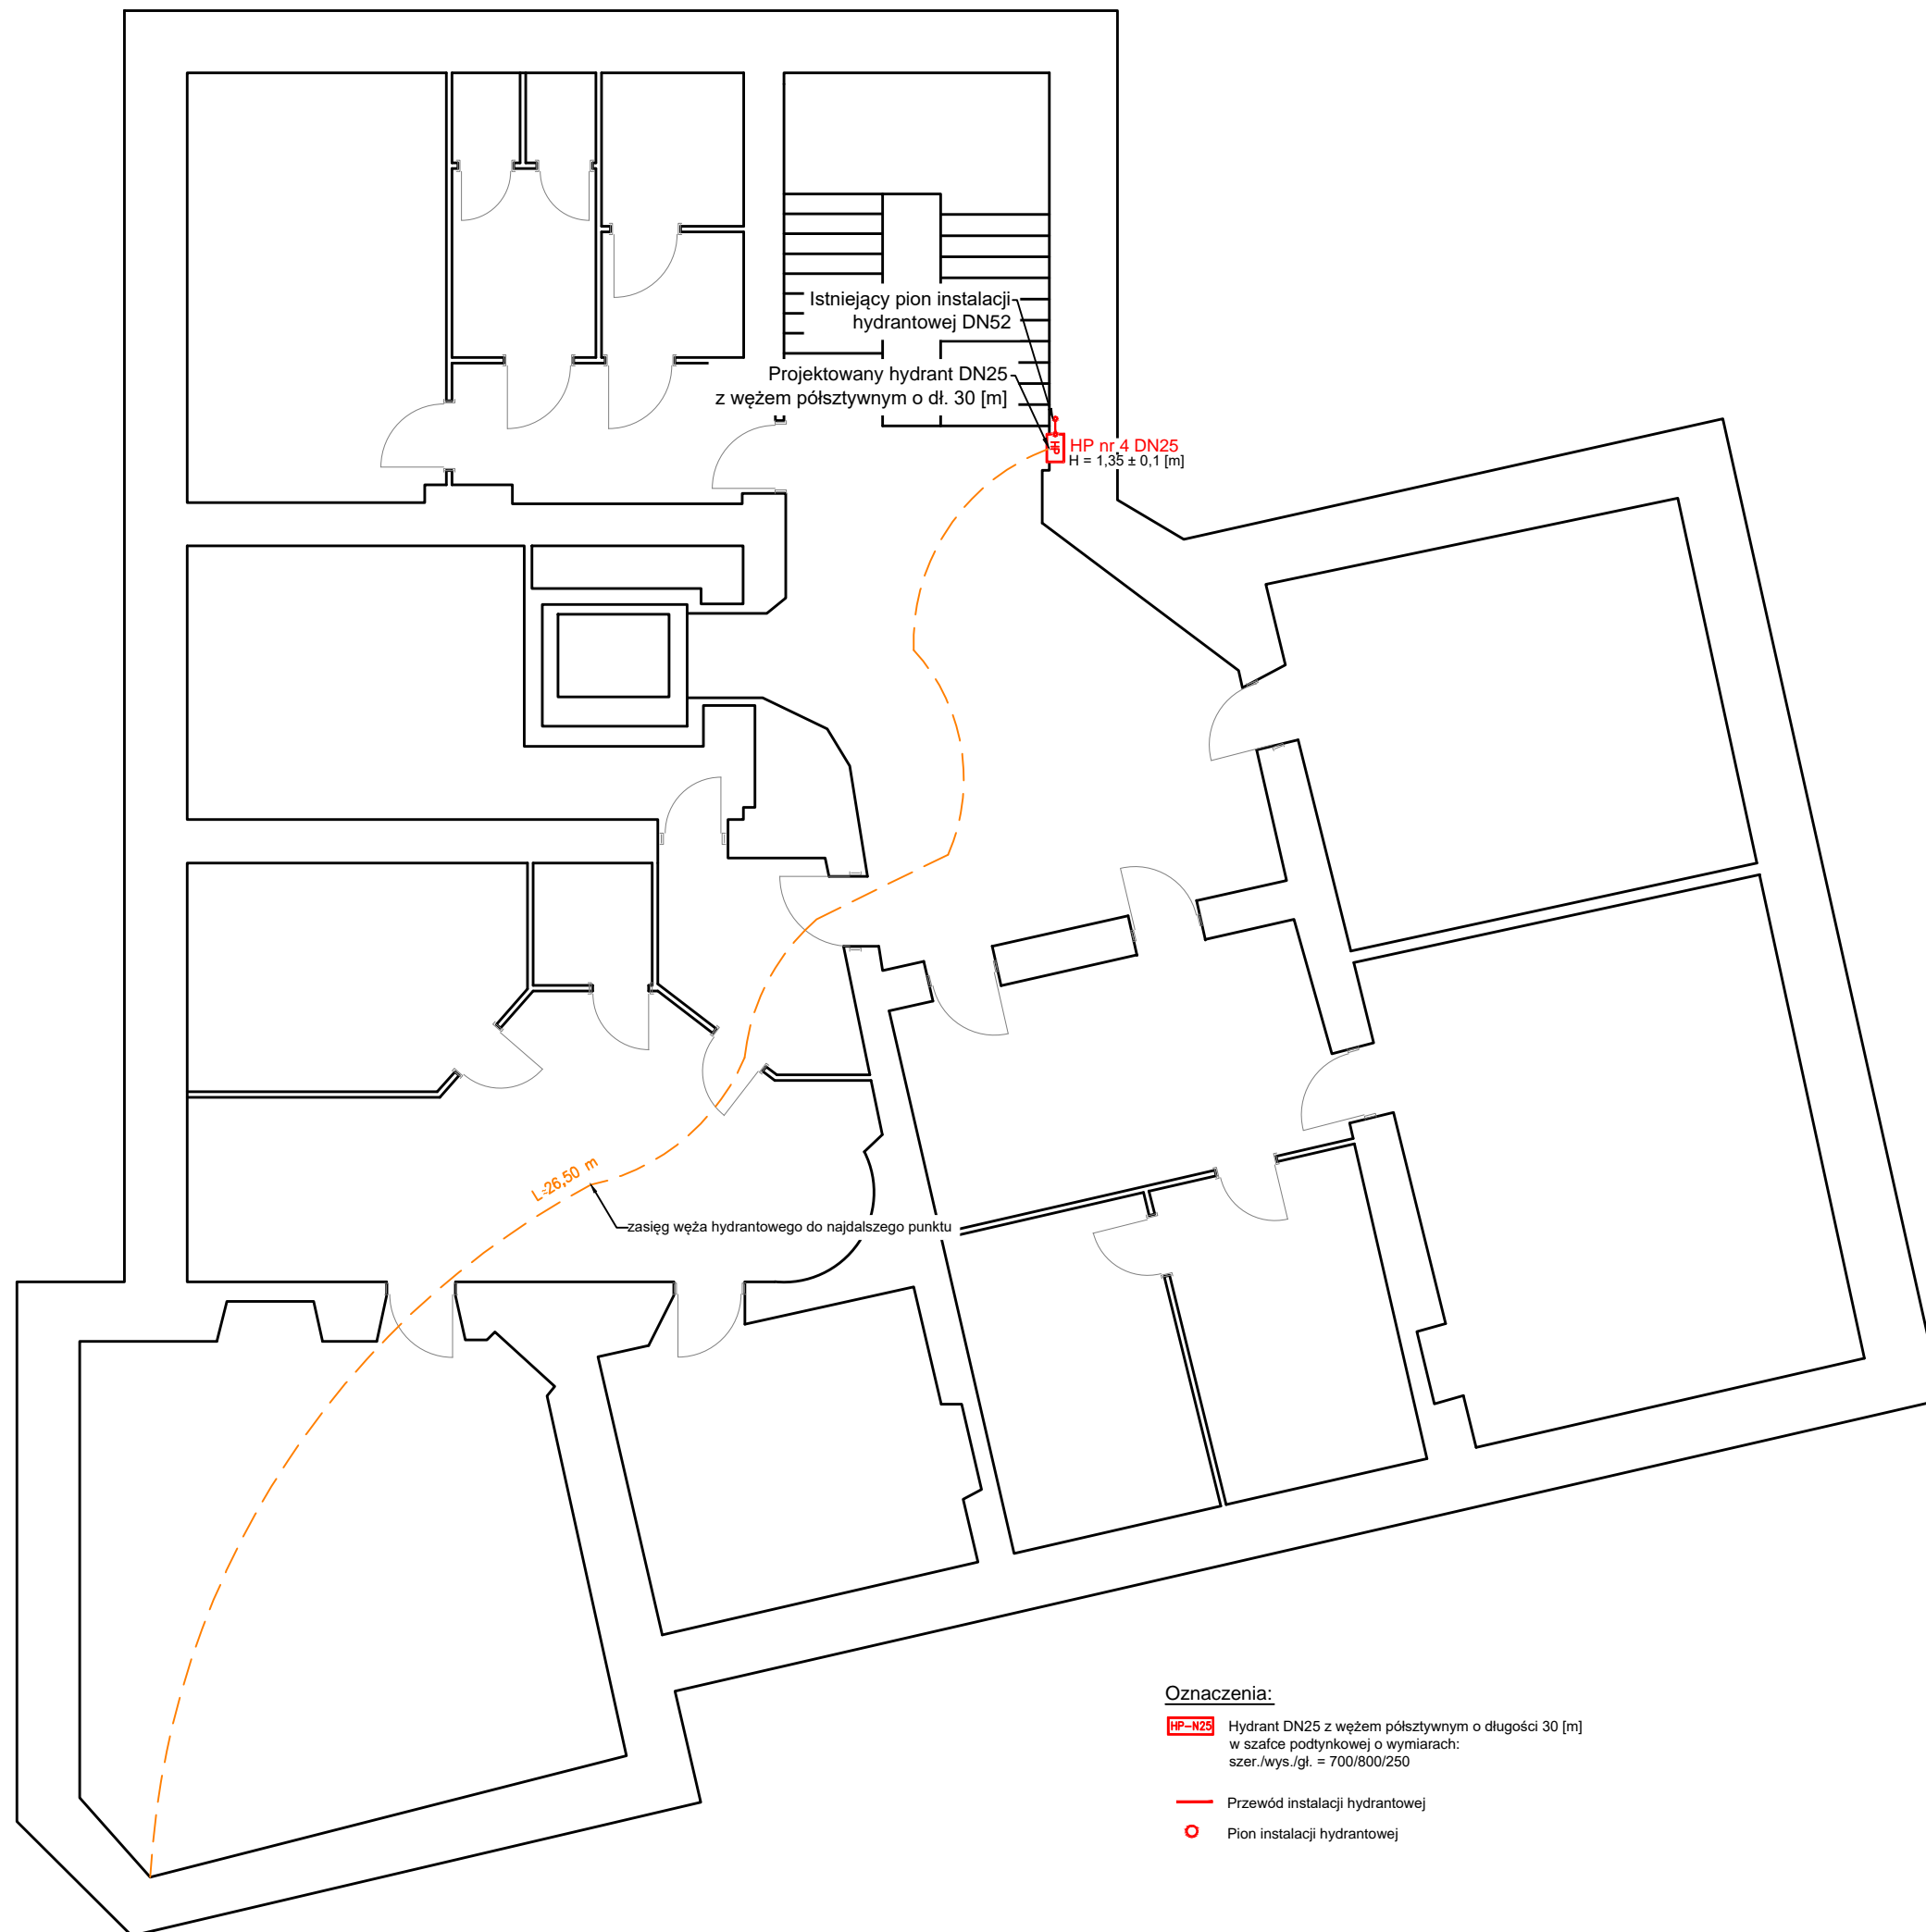 Istniejący pion instalacji
hydrantowej DN52
Projektowany hydrant DN25
z wężem półsztywnym o dł. 30 [m]
HP
HP nr 4 DN25
H = 1,35 ± 0,1 [m]
L=26,50 m
zasięg węża hydrantowego do najdalszego punktu
Oznaczenia:
HP-N25
Hydrant DN25 z wężem półsztywnym o długości 30 [m]
w szafce podtynkowej o wymiarach:
szer./wys./gł. = 700/800/250
Przewód instalacji hydrantowej
Pion instalacji hydrantowej